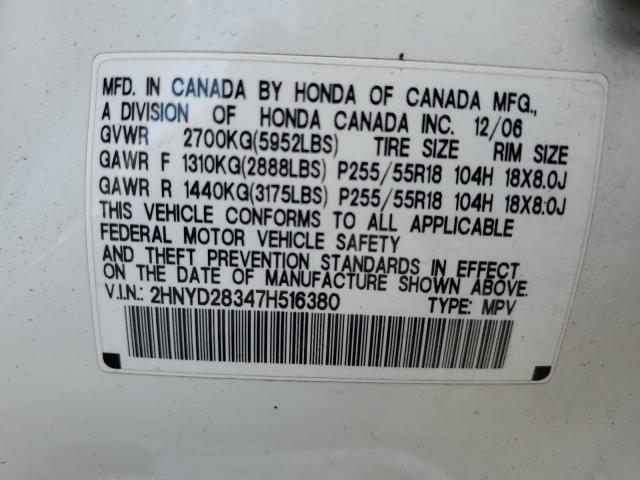 MFD. IN CANADA BY HONDA OF CANADA MFG.,
A DIVISION OF HONDA CANADA INC. 12/06
GVWR 2700KG(5952LBS) TIRE SIZE RIM SIZE
GAWR F 1310KG(2888LBS) P255/55R18 104H 18X8.0J
GAWR R 1440KG(3175LBS) P255/55R18 104H 18X8.0J
THIS VEHICLE CONFORMS TO ALL APPLICABLE
FEDERAL MOTOR VEHICLE SAFETY
AND THEFT PREVENTION STANDARDS IN EFFECT
ON THE DATE OF MANUFACTURE SHOWN ABOVE.
V.I.N.: 2HNYD28347H516380 TYPE: MPV